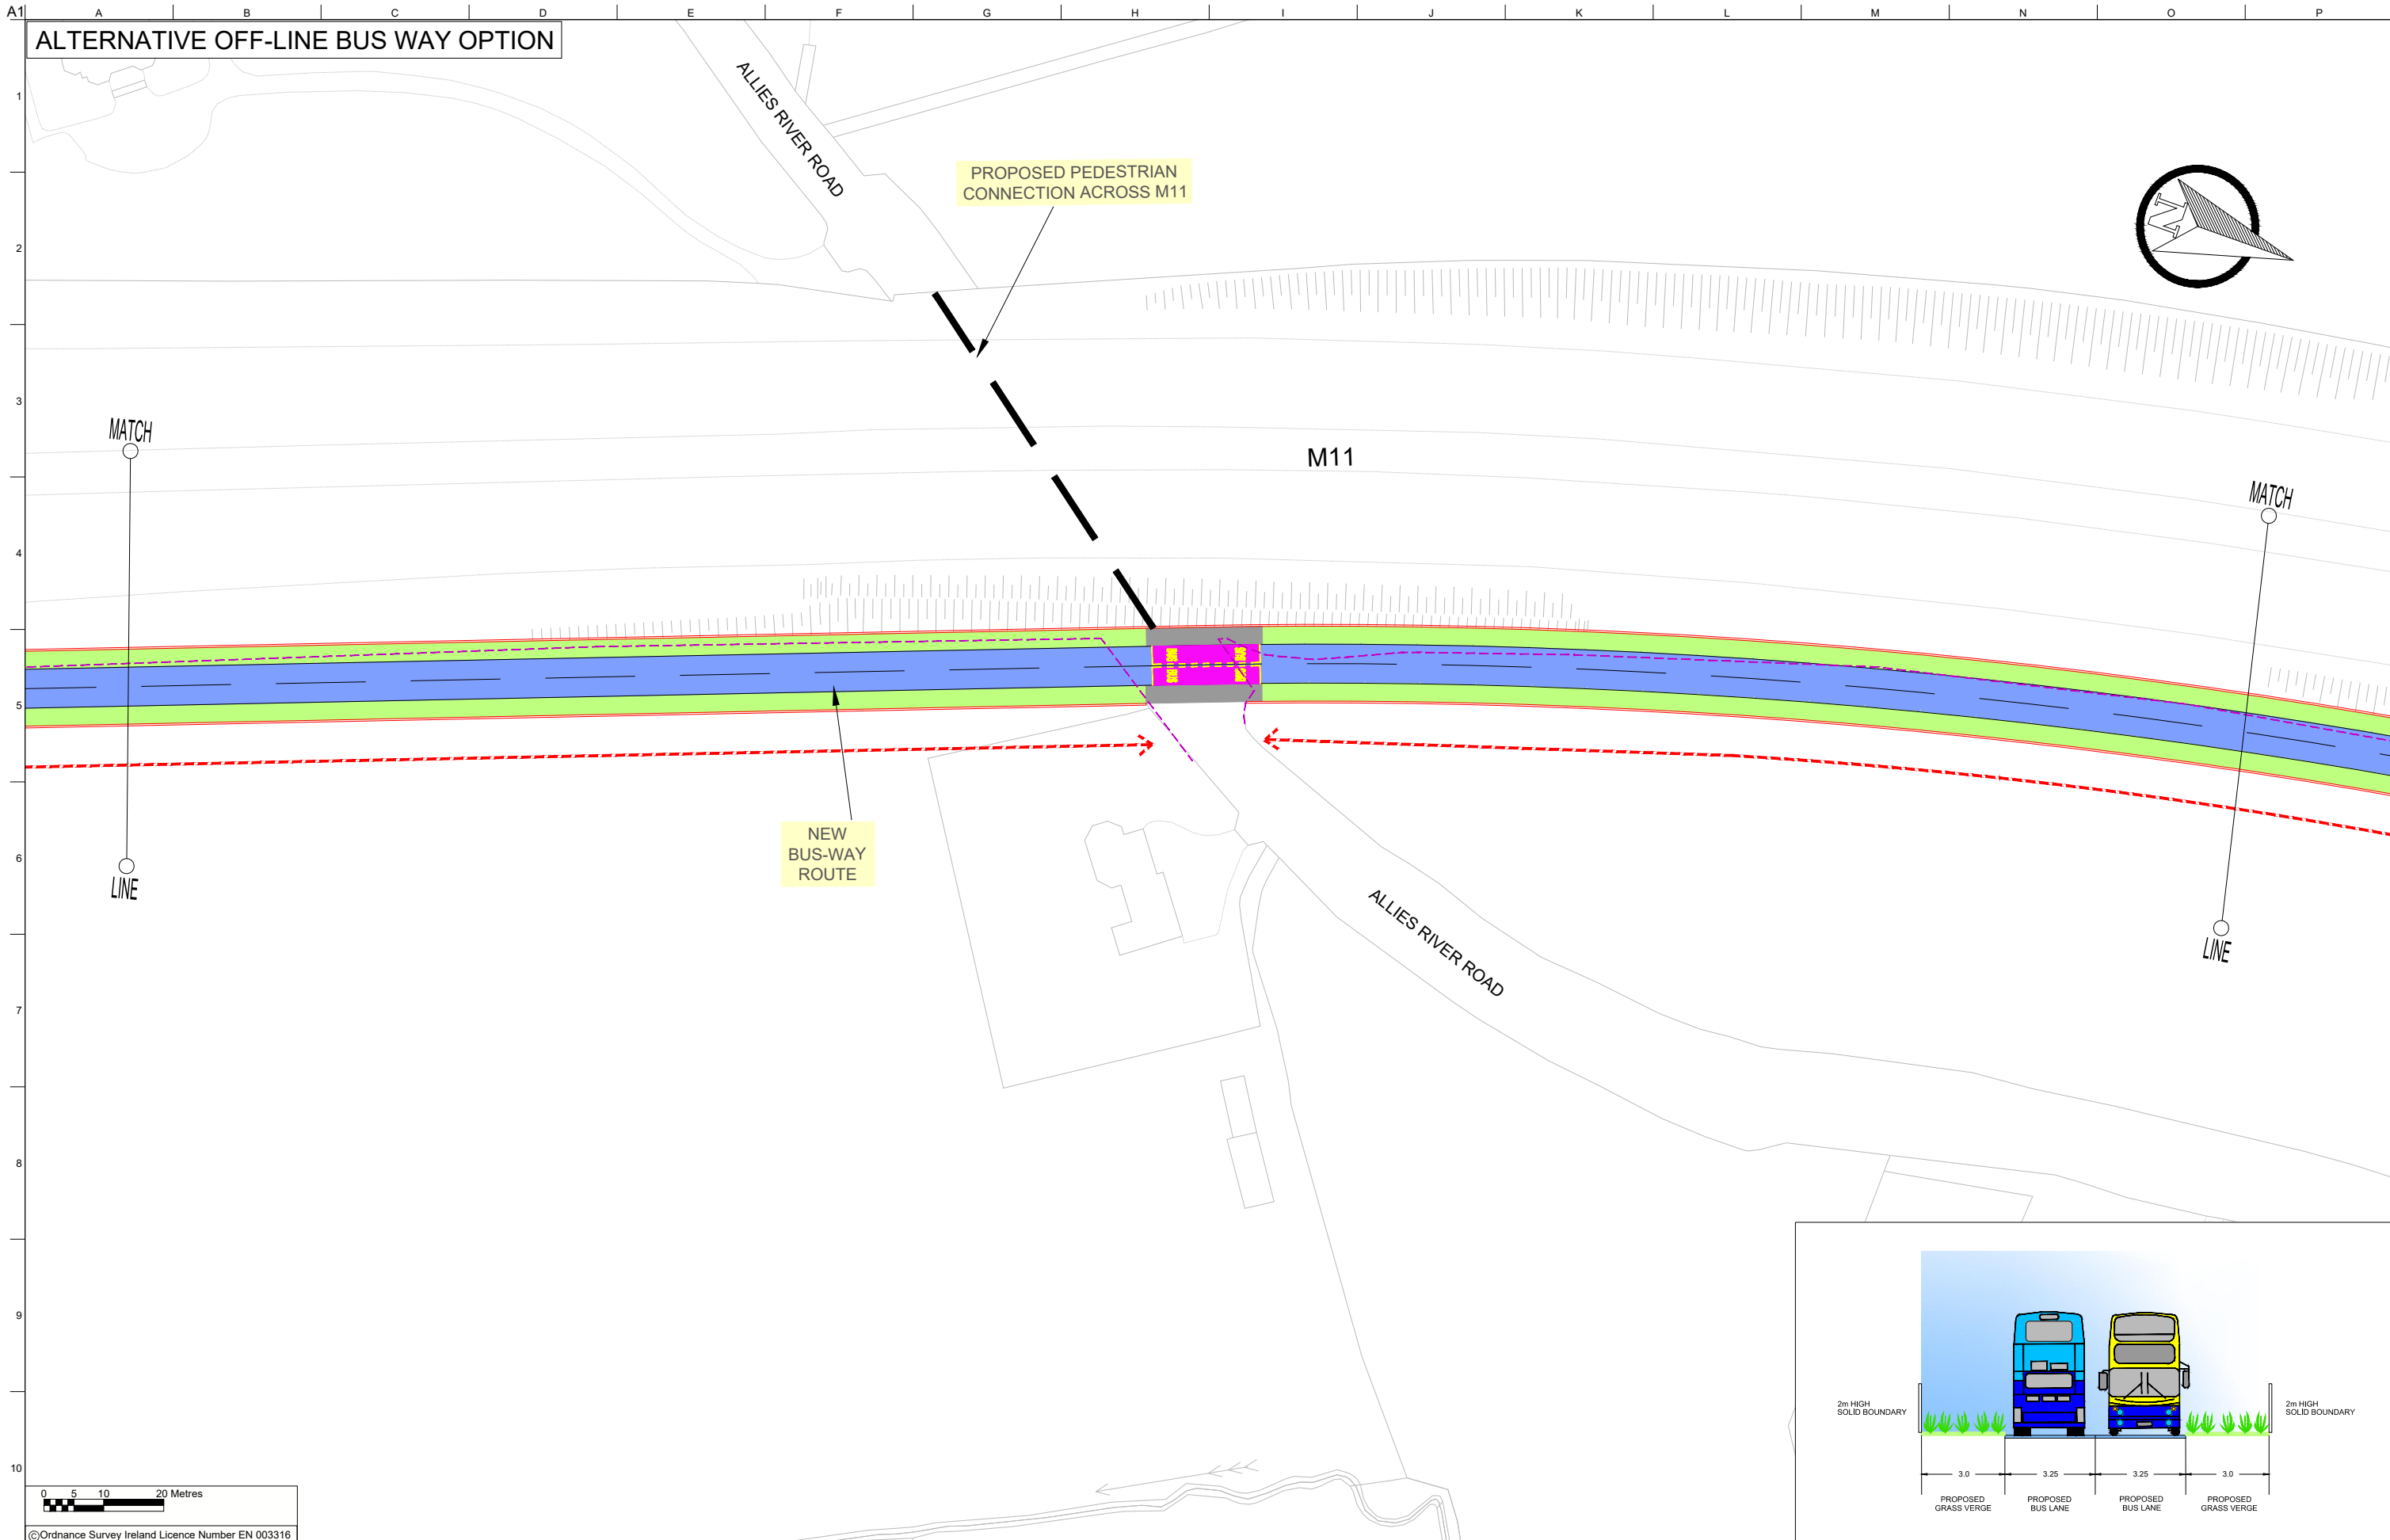 A1 A B C D E F G H I J K L M N O P
ALTERNATIVE OFF-LINE BUS WAY OPTION
1
2
3
4
5
6
7
8
9
10
ALLIES RIVER ROAD
PROPOSED PEDESTRIAN
CONNECTION ACROSS M11
N
MATCH
M11
MATCH
BUS
BUS
NEW
BUS-WAY
ROUTE
LINE
ALLIES RIVER ROAD
LINE
2m HIGH
SOLID BOUNDARY
2m HIGH
SOLID BOUNDARY
3.0 3.25 3.25 3.0
PROPOSED
GRASS VERGE
PROPOSED
BUS LANE
PROPOSED
BUS LANE
PROPOSED
GRASS VERGE
0 5 10 20 Metres
©Ordnance Survey Ireland Licence Number EN 003316